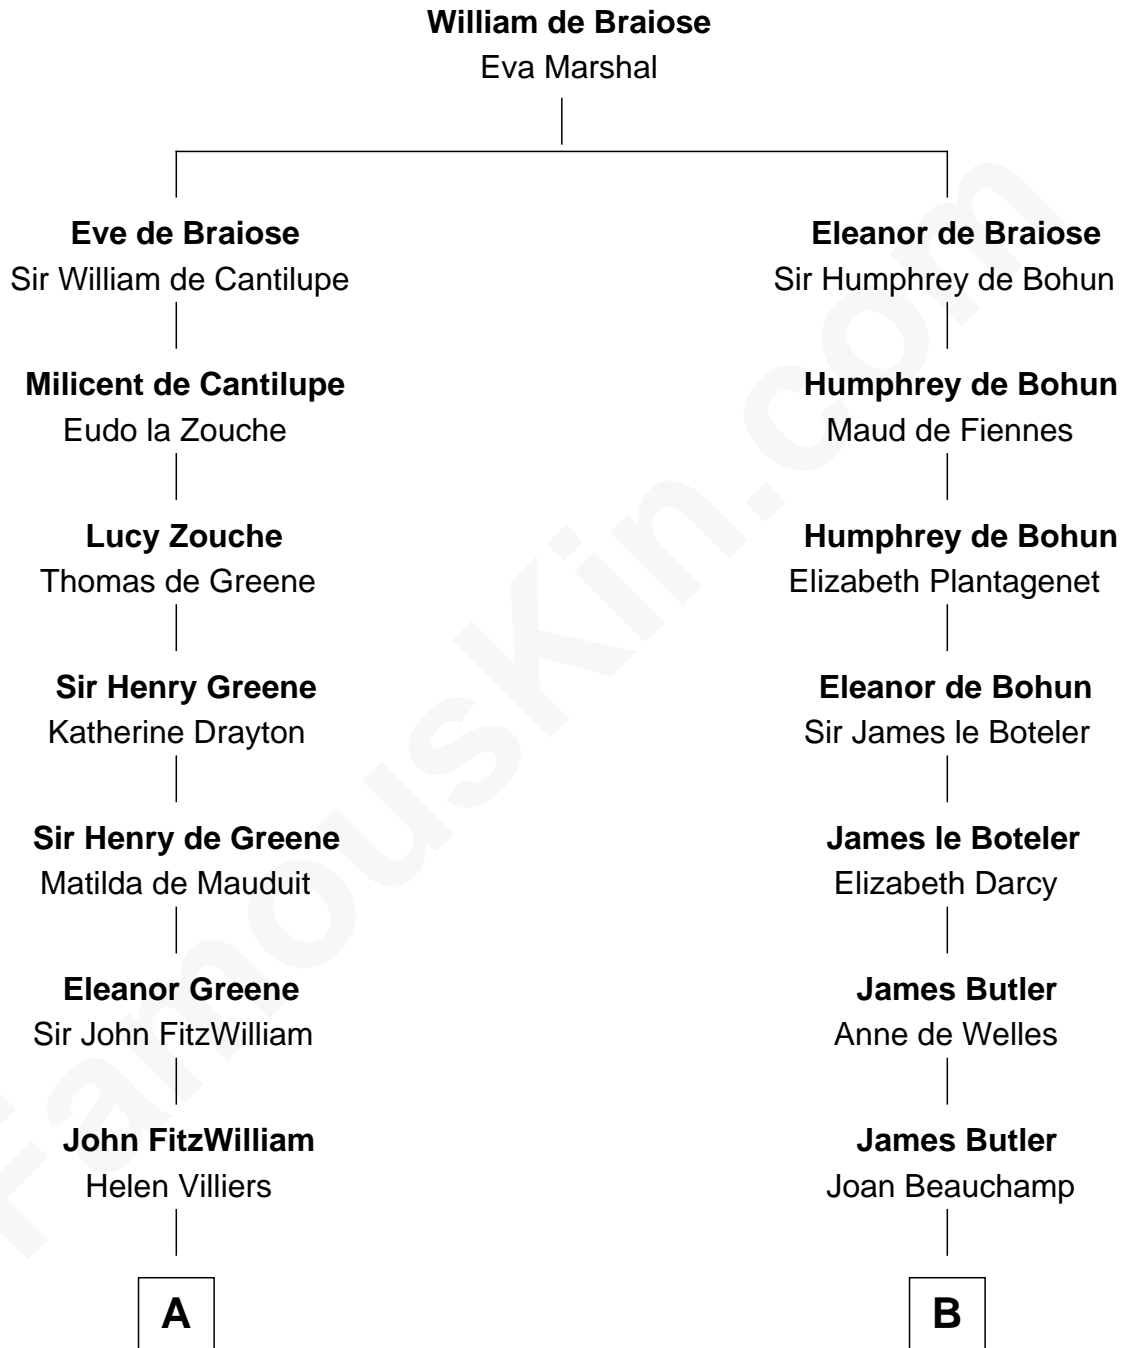 William de Braiose
Eva Marshal
Eve de Braiose
Sir William de Cantilupe
Eleanor de Braiose
Sir Humphrey de Bohun
Milicent de Cantilupe
Eudo la Zouche
Humphrey de Bohun
Maud de Fiennes
Lucy Zouche
Thomas de Greene
Humphrey de Bohun
Elizabeth Plantagenet
Sir Henry Greene
Katherine Drayton
Eleanor de Bohun
Sir James le Boteler
Sir Henry de Greene
Matilda de Mauduit
James le Boteler
Elizabeth Darcy
Eleanor Greene
Sir John FitzWilliam
James Butler
Anne de Welles
John FitzWilliam
Helen Villiers
James Butler
Joan Beauchamp
A
B
FamousKin.com